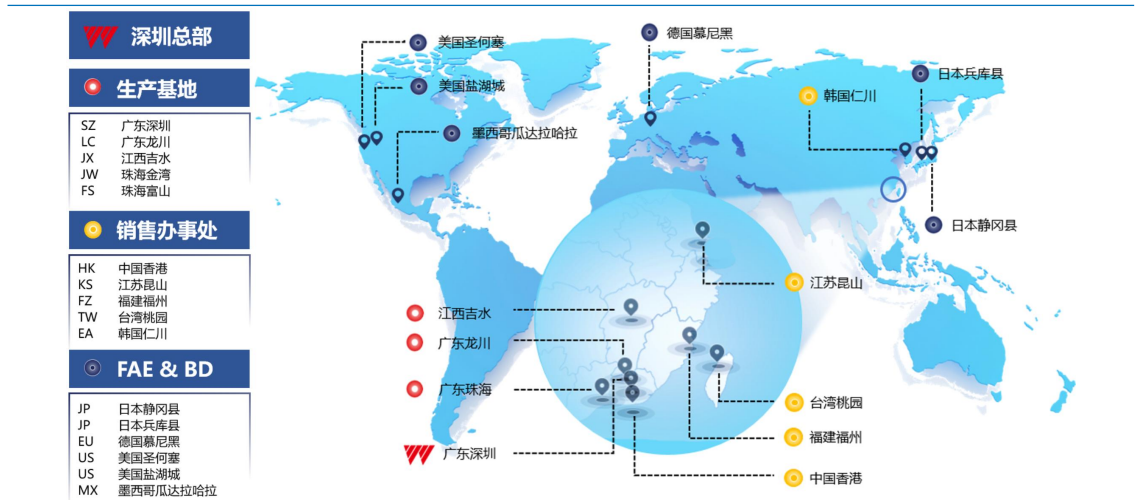 深圳总部
生产基地
SZ 广东深圳
LC 广东龙川
JX 江西吉水
JW 珠海金湾
FS 珠海富山
销售办事处
HK 中国香港
KS 江苏昆山
FZ 福建福州
TW 台湾桃园
EA 韩国仁川
FAE & BD
JP 日本静冈县
JP 日本兵库县
EU 德国慕尼黑
US 美国圣何塞
US 美国盐湖城
MX 墨西哥瓜达拉哈拉
美国圣何塞
美国盐湖城
墨西哥瓜达拉哈拉
德国慕尼黑
韩国仁川
日本兵库县
日本静冈县
江苏昆山
江西吉水
广东龙川
广东珠海
广东深圳
台湾桃园
福建福州
中国香港